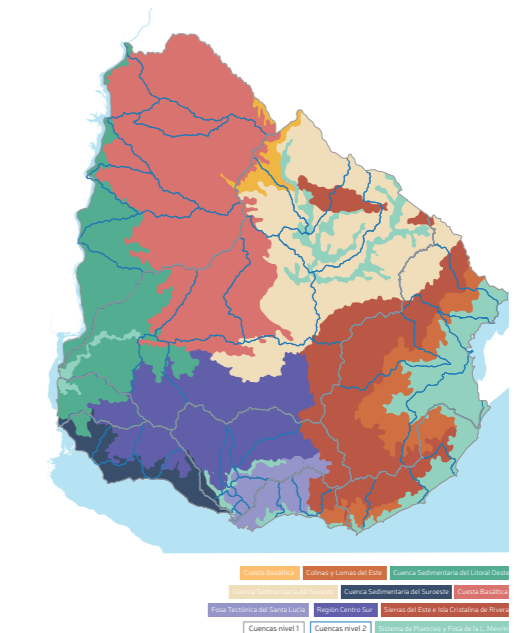 Cuesta Basáltica Colinas y Lomas del Este Cuenca Sedimentaria del Litoral Oeste
Cuenca Sedimentaria del Noreste Cuenca Sedimentaria del Suroeste Cuesta Basáltica
Fosa Tectónica del Santa Lucía Región Centro Sur Sierras del Este e Isla Cristalina de Rivera
Cuencas nivel 1 Cuencas nivel 2 Sistema de Planicies y Fosa de la L. Merín